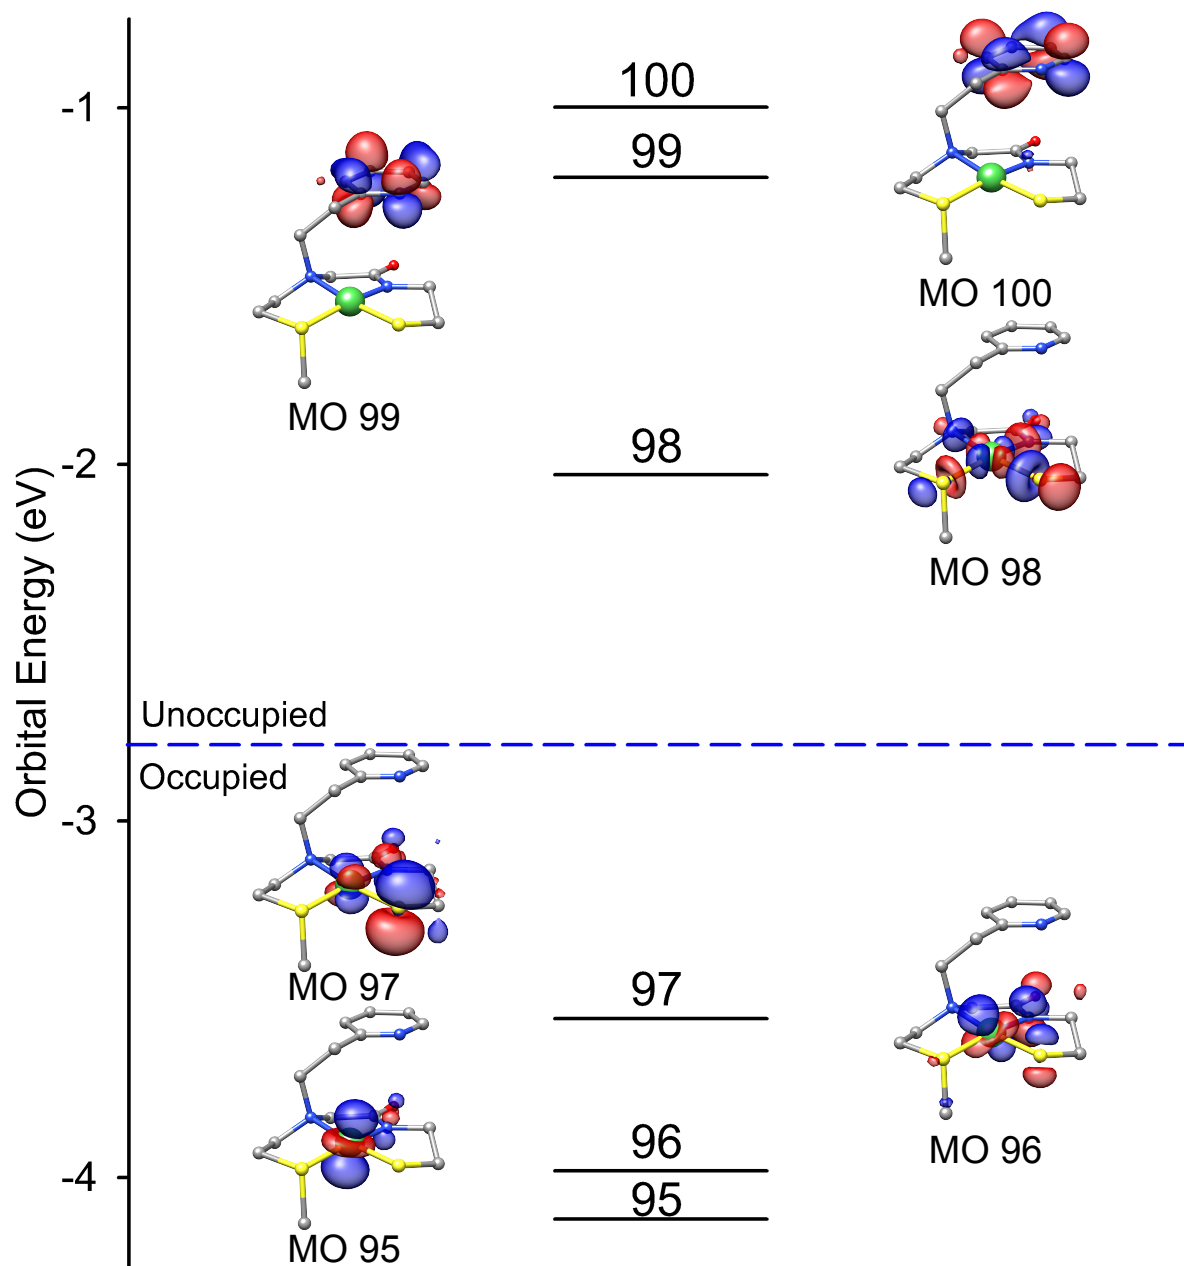 100
-1
99
MO 100
MO 99
98
-2
MO 98
Orbital Energy (eV)
Unoccupied
Occupied
-3
MO 97
97
96
MO 96
-4
95
MO 95